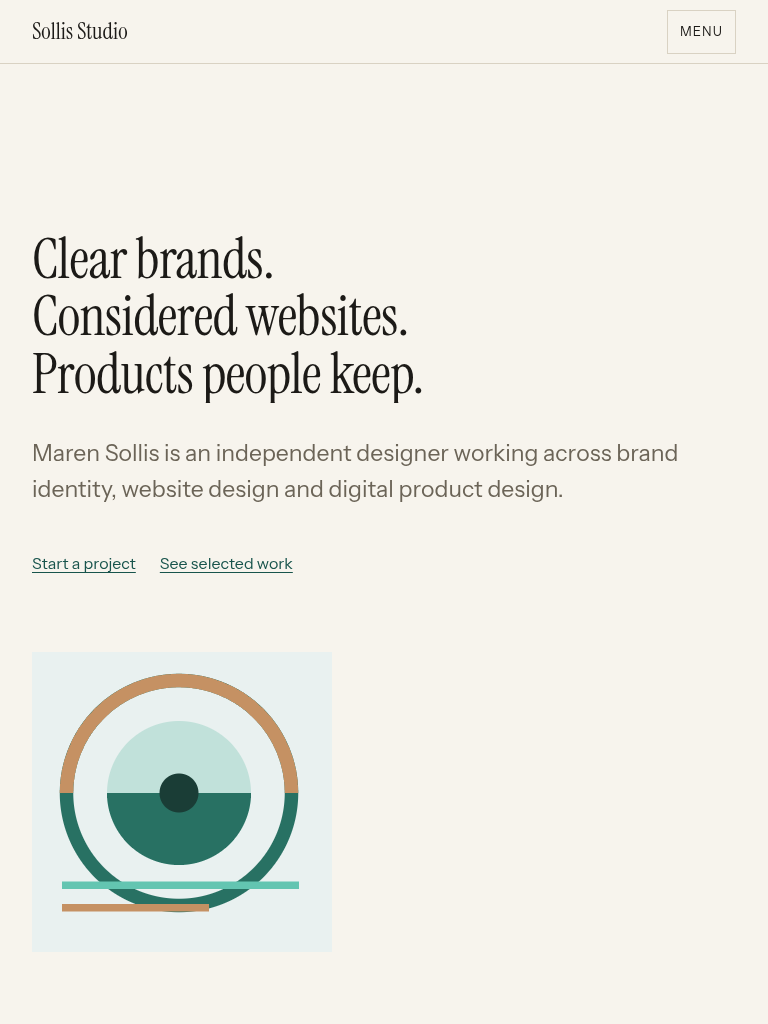 Sollis Studio
MENU
Clear brands.
Considered websites.
Products people keep.
Maren Sollis is an independent designer working across brand
identity, website design and digital product design.
Start a project
See selected work